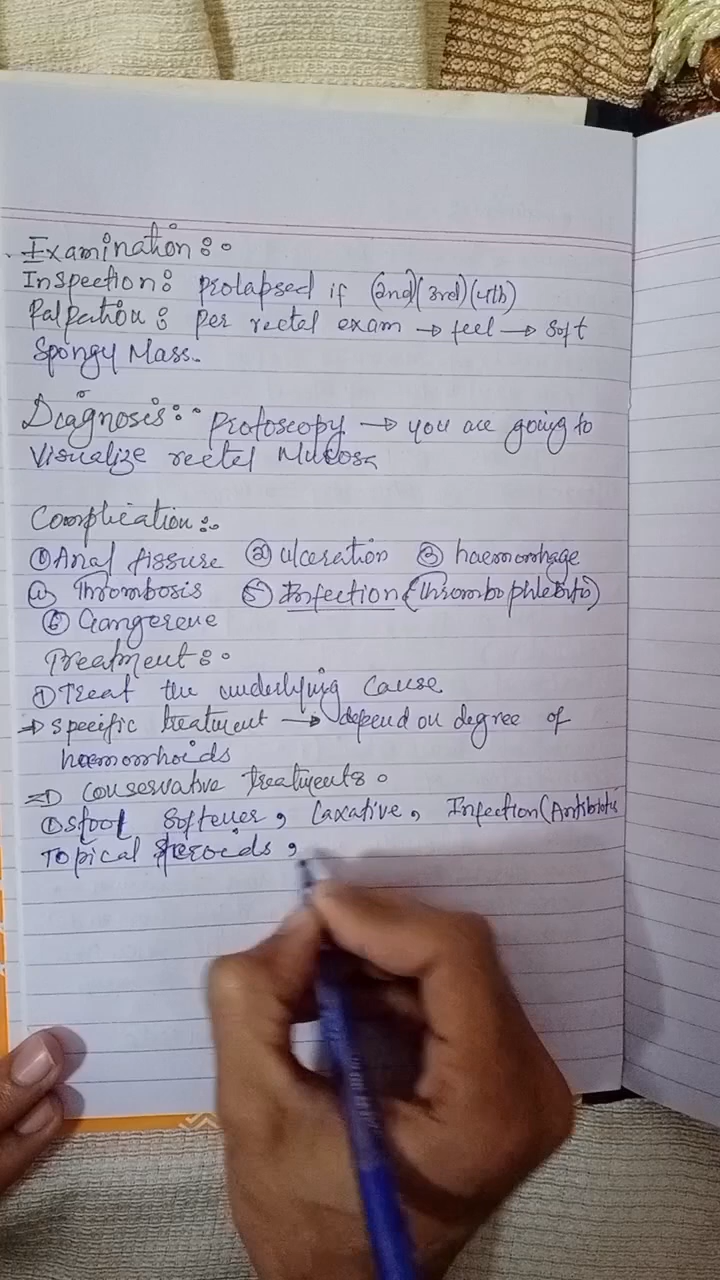 Examination:
Inspection: prolapsed if (2nd)(3rd)(4th)
Palpation: per rectal exam → feel → soft
Spongy Mass.
Diagnosis: Protoscopy → you are going to
Visualize rectel Mucosa
Complication:
① Anal fissure ② ulceration ③ haemorrhage
④ Thrombosis ⑤ Infection (thrombophlebitis)
⑥ Gangerene
Treatment:
① Treat the underlying cause
⇒ specific treatment → depend on degree of
haemorrhoids
⇒ Conservative treatment:
① stool softener, laxative, Infection (Antibiotic
Topical steroids,